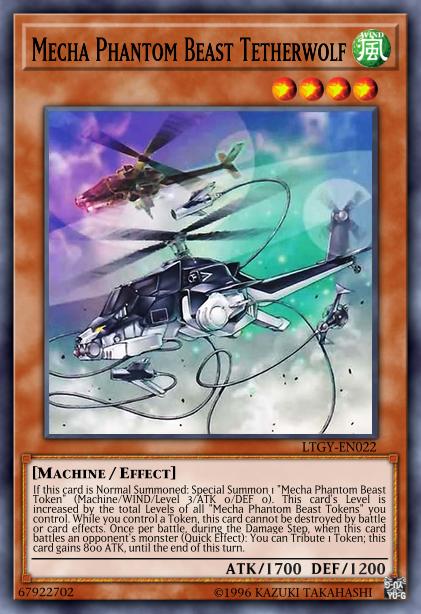 MECHA PHANTOM BEAST TETHERWOLF
WIND
風
LTGY-EN022
[MACHINE / EFFECT]
If this card is Normal Summoned: Special Summon 1 "Mecha Phantom Beast
Token" (Machine/WIND/Level 3/ATK 0/DEF 0). This card's Level is
increased by the total Levels of all "Mecha Phantom Beast Tokens" you
control. While you control a Token, this card cannot be destroyed by battle
or card effects. Once per battle, during the Damage Step, when this card
battles an opponent's monster (Quick Effect): You can Tribute 1 Token; this
card gains 800 ATK, until the end of this turn.
ATK/1700 DEF/1200
67922702
©1996 KAZUKI TAKAHASHI